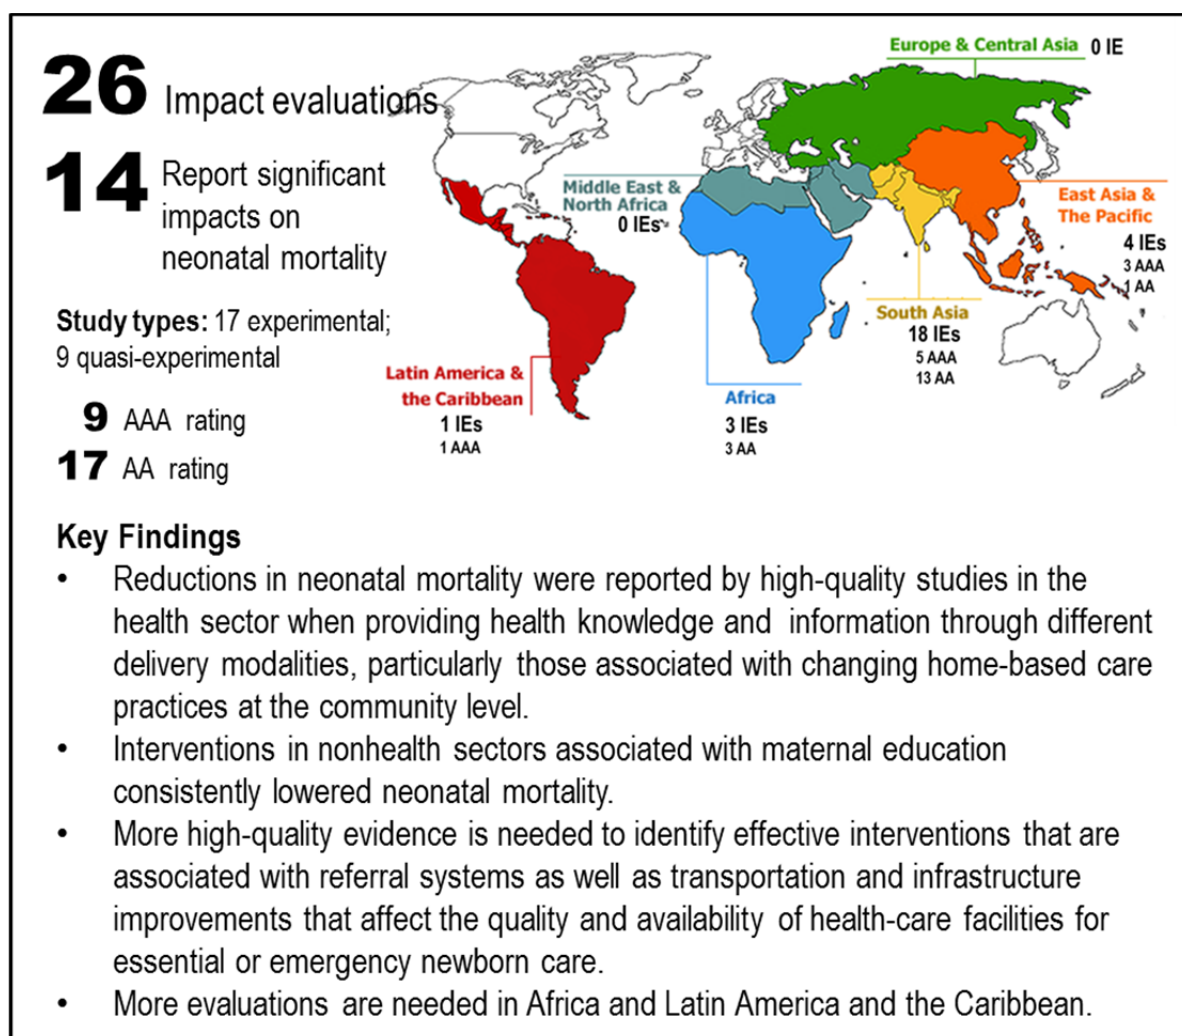 26 Impact evaluations
14 Report significant
impacts on
neonatal mortality
Study types: 17 experimental;
9 quasi-experimental
9 AAA rating
17 AA rating
Europe & Central Asia 0 IE
Middle East &
North Africa
0 IEs
East Asia &
The Pacific
4 IEs
3 AAA
1 AA
South Asia
18 IEs
5 AAA
13 AA
Latin America &
the Caribbean
1 IEs
1 AAA
Africa
3 IEs
3 AA
Key Findings
• Reductions in neonatal mortality were reported by high-quality studies in the
health sector when providing health knowledge and information through different
delivery modalities, particularly those associated with changing home-based care
practices at the community level.
• Interventions in nonhealth sectors associated with maternal education
consistently lowered neonatal mortality.
• More high-quality evidence is needed to identify effective interventions that are
associated with referral systems as well as transportation and infrastructure
improvements that affect the quality and availability of health-care facilities for
essential or emergency newborn care.
• More evaluations are needed in Africa and Latin America and the Caribbean.